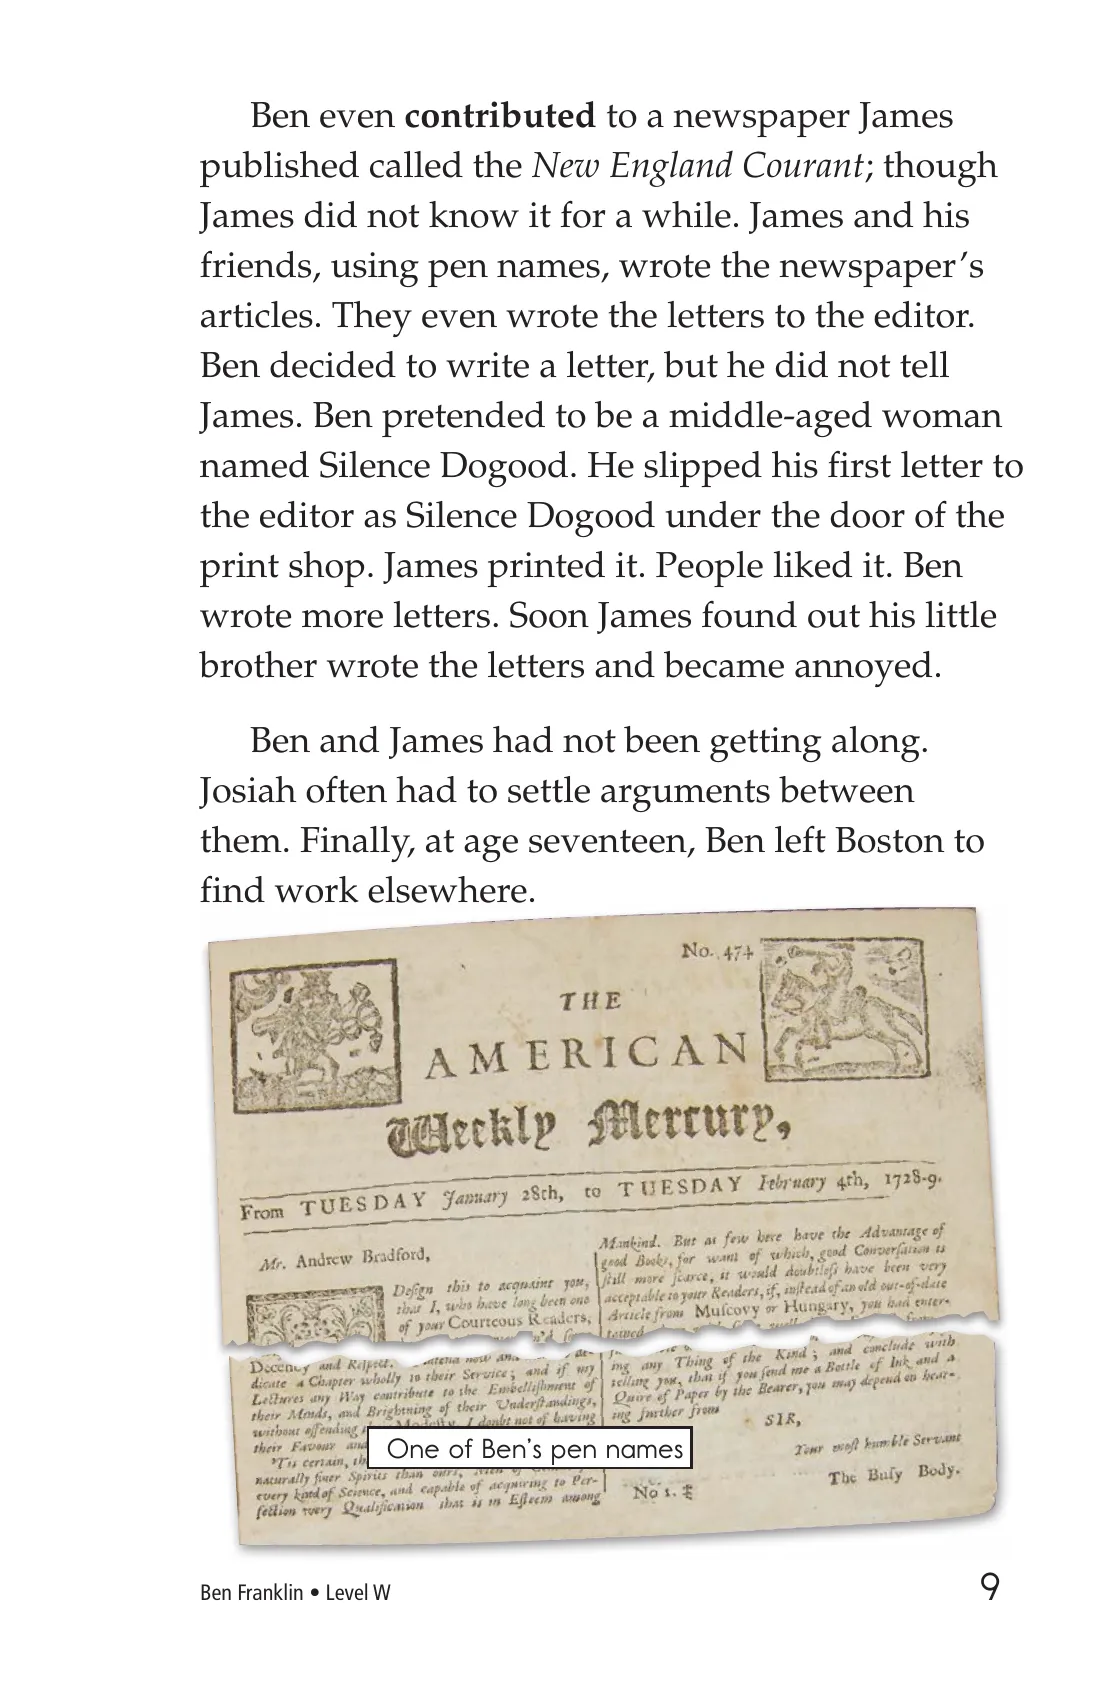 Ben even contributed to a newspaper James
published called the New England Courant; though
James did not know it for a while. James and his
friends, using pen names, wrote the newspaper’s
articles. They even wrote the letters to the editor.
Ben decided to write a letter, but he did not tell
James. Ben pretended to be a middle-aged woman
named Silence Dogood. He slipped his first letter to
the editor as Silence Dogood under the door of the
print shop. James printed it. People liked it. Ben
wrote more letters. Soon James found out his little
brother wrote the letters and became annoyed.
Ben and James had not been getting along.
Josiah often had to settle arguments between
them. Finally, at age seventeen, Ben left Boston to
find work elsewhere.
No. 474
THE
AMERICAN
Weekly Mercury,
From TUESDAY January 28th, to TUESDAY February 4th, 1728-9.
Mr. Andrew Bradford,
Design this to acquaint you,
that I, who have long been one
of your Courteous Readers,
Mankind. But as few here have the Advantage of
good Books, for want of which, good Conversation is
still more scarce, it would doubtless have been very
acceptable to your Readers, if, instead of an old out-of-date
Article from Muscovy or Hungary, you had enter-
tained
Decency and Respect.
dicate a Chapter wholly to their Service; and if my
Lectures any Way contribute to the Embellishment of
their Minds, and Brightning of their Understandings,
without offending
Modesty, I doubt not of having
their Favour and
'Tis certain, th
naturally finer Spirits than ours,
every kind of Science, and capable of acquiring to Per-
fection every Qualification that is in Esteem among
ing any Thing of the Kind; and conclude with
telling you, that if you send me a Bottle of Ink and a
Quire of Paper by the Bearer, you may depend on hear-
ing further from
SIR,
Your most humble Servant
The Busy Body.
No 1.
One of Ben’s pen names
Ben Franklin • Level W
9